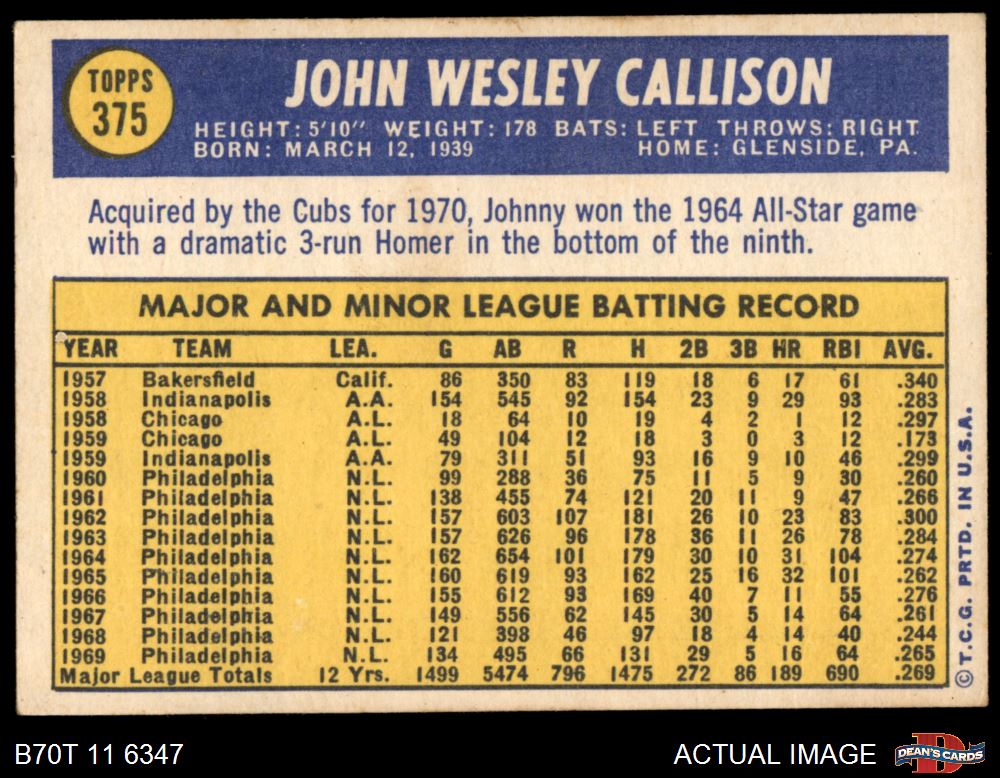 TOPPS
375
JOHN WESLEY CALLISON
HEIGHT: 5'10" WEIGHT: 178 BATS: LEFT THROWS: RIGHT
BORN: MARCH 12, 1939 HOME: GLENSIDE, PA.
Acquired by the Cubs for 1970, Johnny won the 1964 All-Star game
with a dramatic 3-run Homer in the bottom of the ninth.
MAJOR AND MINOR LEAGUE BATTING RECORD
YEAR TEAM LEA. G AB R H 2B 3B HR RBI AVG.
1957 Bakersfield Calif. 86 350 83 119 18 6 17 61 .340
1958 Indianapolis A.A. 154 545 92 154 23 9 29 93 .283
1958 Chicago A.L. 18 64 10 19 4 2 1 12 .297
1959 Chicago A.L. 49 104 12 18 3 0 3 12 .173
1959 Indianapolis A.A. 79 311 51 93 16 9 10 46 .299
1960 Philadelphia N.L. 99 288 36 75 11 5 9 30 .260
1961 Philadelphia N.L. 138 455 74 121 20 11 9 47 .266
1962 Philadelphia N.L. 157 603 107 181 26 10 23 83 .300
1963 Philadelphia N.L. 157 626 96 178 36 11 26 78 .284
1964 Philadelphia N.L. 162 654 101 179 30 10 31 104 .274
1965 Philadelphia N.L. 160 619 93 162 25 16 32 101 .262
1966 Philadelphia N.L. 155 612 93 169 40 7 11 55 .276
1967 Philadelphia N.L. 149 556 62 145 30 5 14 64 .261
1968 Philadelphia N.L. 121 398 46 97 18 4 14 40 .244
1969 Philadelphia N.L. 134 495 66 131 29 5 16 64 .265
Major League Totals 12 Yrs. 1499 5474 796 1475 272 86 189 690 .269
© T.C.G. PRTD. IN U.S.A.
B70T 11 6347
ACTUAL IMAGE
DEAN'S CARDS